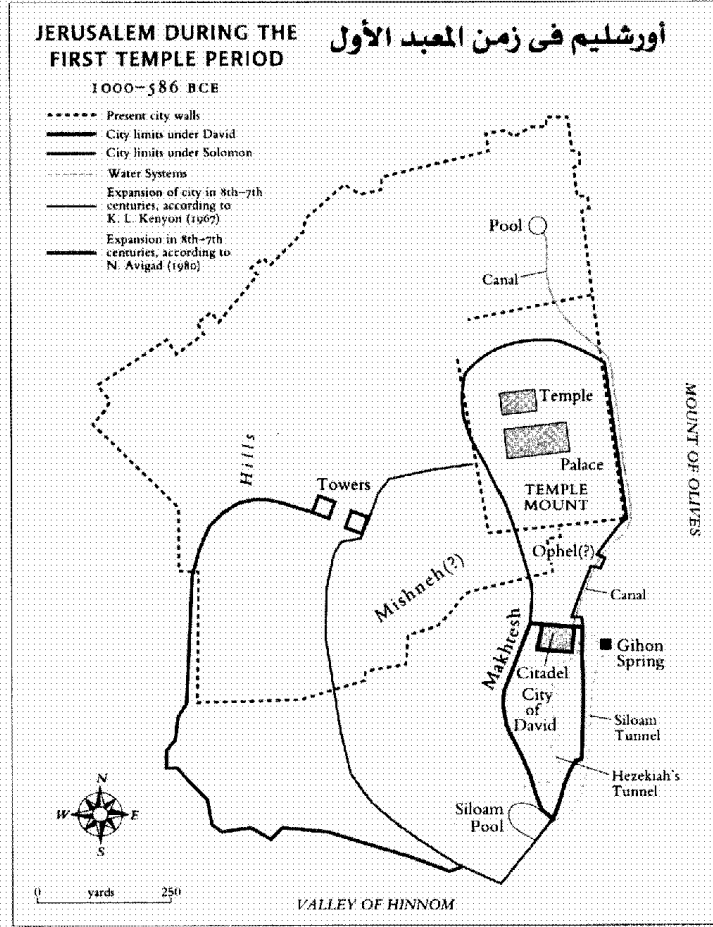 JERUSALEM DURING THE
FIRST TEMPLE PERIOD
أورشليم فى زمن المعبد الأول
1000–586 BCE
Present city walls
City limits under David
City limits under Solomon
Water Systems
Expansion of city in 8th–7th
centuries, according to
K. L. Kenyon (1967)
Expansion in 8th–7th
centuries, according to
N. Avigad (1980)
Pool
Canal
Temple
Palace
TEMPLE
MOUNT
MOUNT OF OLIVES
Hills
Towers
Ophel(?)
Mishneh(?)
Canal
Makhtesh
Gihon
Spring
Citadel
City
of
David
Siloam
Tunnel
Hezekiah's
Tunnel
Siloam
Pool
N
W
E
S
0 yards 250
VALLEY OF HINNOM